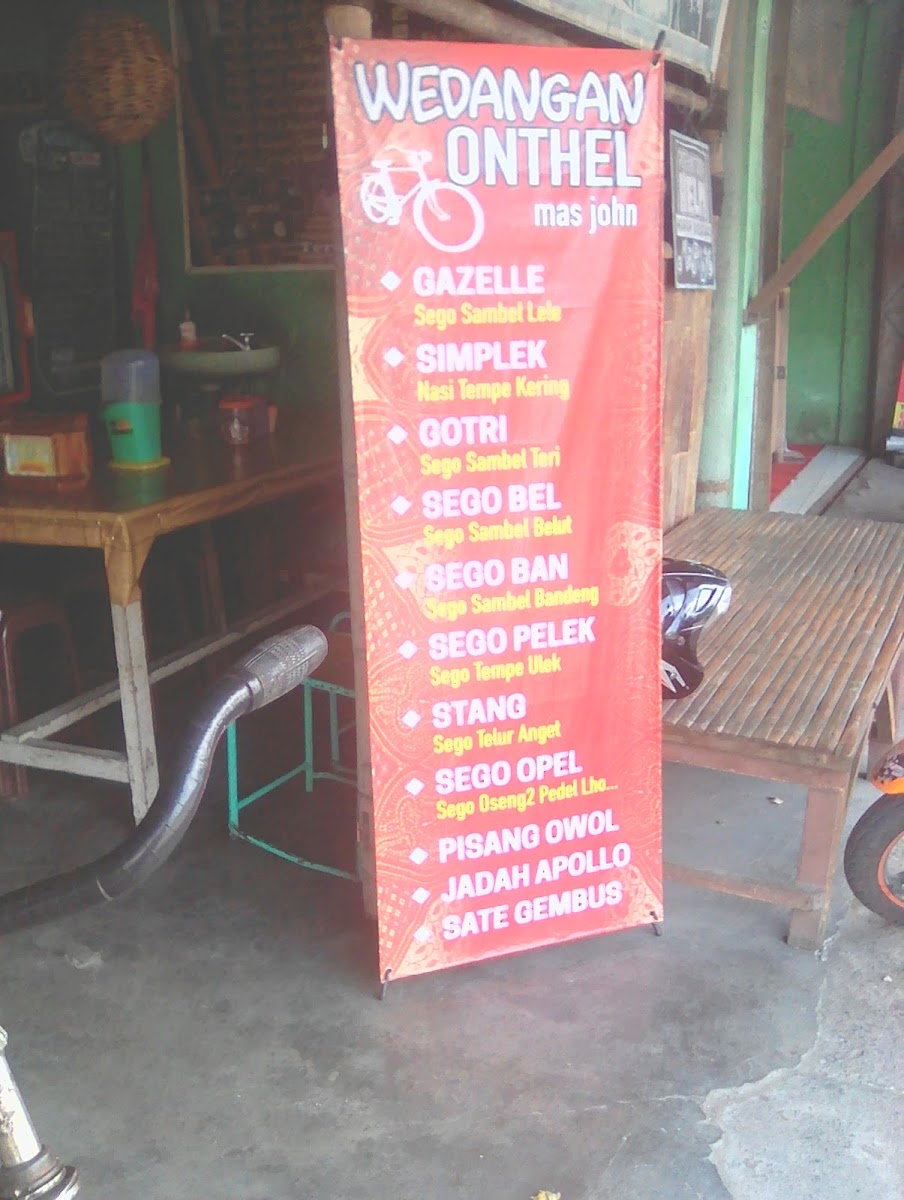 WEDANGAN
ONTHEL
mas john
GAZELLE
Sego Sambel Lele
SIMPLEK
Nasi Tempe Kering
GOTRI
Sego Sambel Teri
SEGO BEL
Sego Sambel Belut
SEGO BAN
Sego Sambel Bandeng
SEGO PELEK
Sego Tempe Ulek
STANG
Sego Telur Anget
SEGO OPEL
Sego Oseng2 Pedel Lho...
PISANG OWOL
JADAH APOLLO
SATE GEMBUS